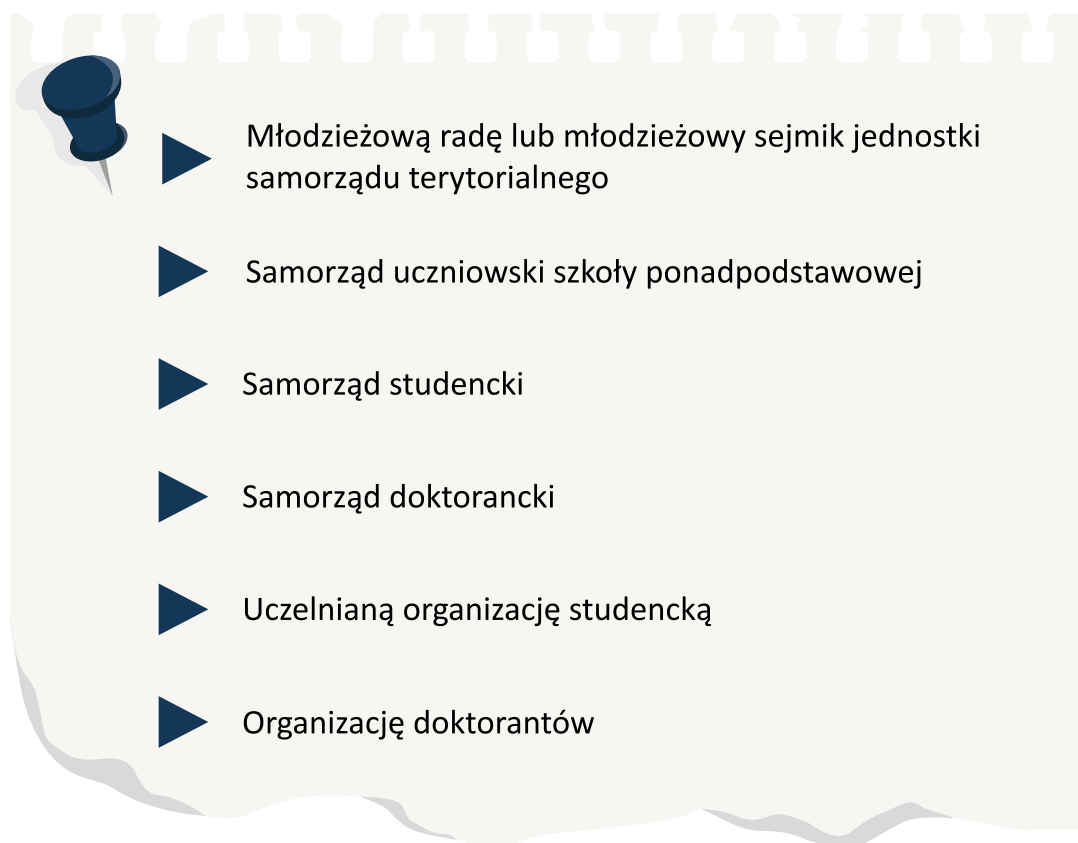 Młodzieżową radę lub młodzieżowy sejmik jednostki
samorządu terytorialnego
Samorząd uczniowski szkoły ponadpodstawowej
Samorząd studencki
Samorząd doktorancki
Uczelnianą organizację studencką
Organizację doktorantów